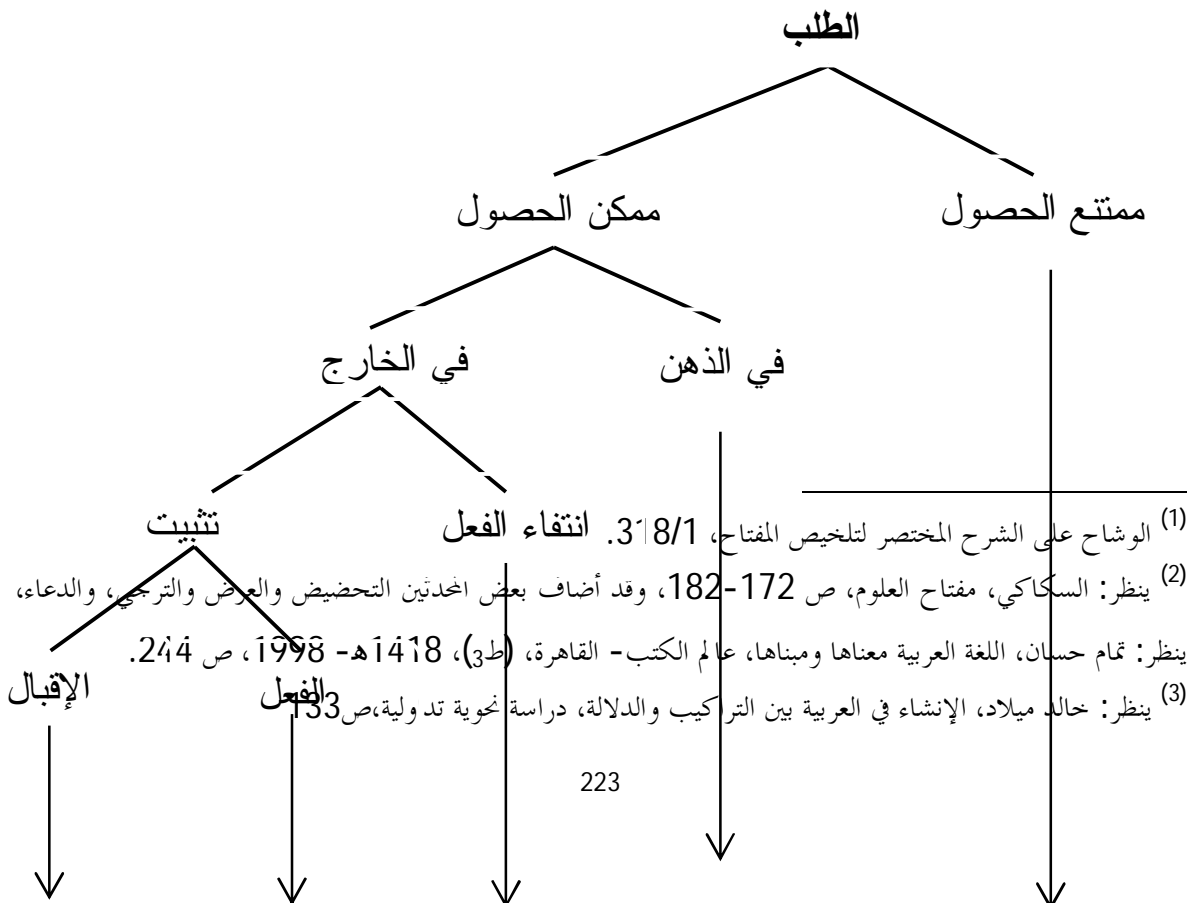 الطلب
ممتنع الحصول ممكن الحصول
في الذهن في الخارج
انتفاء الفعل تثبيت
الفعل الإقبال
(1) الوشاح على الشرح المختصر لتلخيص المفتاح، 318/1.
(2) ينظر: السكاكي، مفتاح العلوم، ص 172-182، وقد أضاف بعض المحدثين التحضيض والعرض والترجي، والدعاء،
ينظر: تمام حسان، اللغة العربية معناها ومبناها، عالم الكتب- القاهرة، (ط3)، 1418هـ- 1998، ص 244.
(3) ينظر: خالد ميلاد، الإنشاء في العربية بين التراكيب والدلالة، دراسة نحوية تدولية،ص133
223